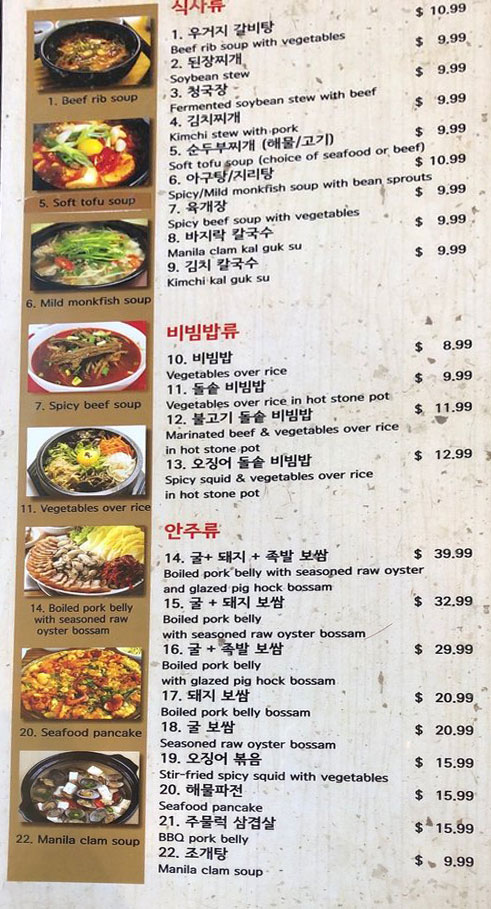 식사류
1. 우거지 갈비탕 $ 10.99
Beef rib soup with vegetables
2. 된장찌개 $ 9.99
Soybean stew
3. 청국장 $ 9.99
Fermented soybean stew with beef
4. 김치찌개 $ 9.99
Kimchi stew with pork
5. 순두부찌개 (해물/고기) $ 9.99
Soft tofu soup (choice of seafood or beef)
6. 아구탕/지리탕 $ 10.99
Spicy/Mild monkfish soup with bean sprouts
7. 육개장 $ 9.99
Spicy beef soup with vegetables
8. 바지락 칼국수 $ 9.99
Manila clam kal guk su
9. 김치 칼국수 $ 9.99
Kimchi kal guk su
비빔밥류
10. 비빔밥 $ 8.99
Vegetables over rice
11. 돌솥 비빔밥 $ 9.99
Vegetables over rice in hot stone pot
12. 불고기 돌솥 비빔밥 $ 11.99
Marinated beef & vegetables over rice
in hot stone pot
13. 오징어 돌솥 비빔밥 $ 12.99
Spicy squid & vegetables over rice
in hot stone pot
안주류
14. 굴+ 돼지 + 족발 보쌈 $ 39.99
Boiled pork belly with seasoned raw oyster
and glazed pig hock bossam
15. 굴 + 돼지 보쌈 $ 32.99
Boiled pork belly
with seasoned raw oyster bossam
16. 굴 + 족발 보쌈 $ 29.99
Boiled pork belly
with glazed pig hock bossam
17. 돼지 보쌈 $ 20.99
Boiled pork belly bossam
18. 굴 보쌈 $ 20.99
Seasoned raw oyster bossam
19. 오징어 볶음 $ 15.99
Stir-fried spicy squid with vegetables
20. 해물파전 $ 15.99
Seafood pancake
21. 주물럭 삼겹살 $ 15.99
BBQ pork belly
22. 조개탕 $ 9.99
Manila clam soup
1. Beef rib soup
5. Soft tofu soup
6. Mild monkfish soup
7. Spicy beef soup
11. Vegetables over rice
14. Boiled pork belly
with seasoned raw
oyster bossam
20. Seafood pancake
22. Manila clam soup